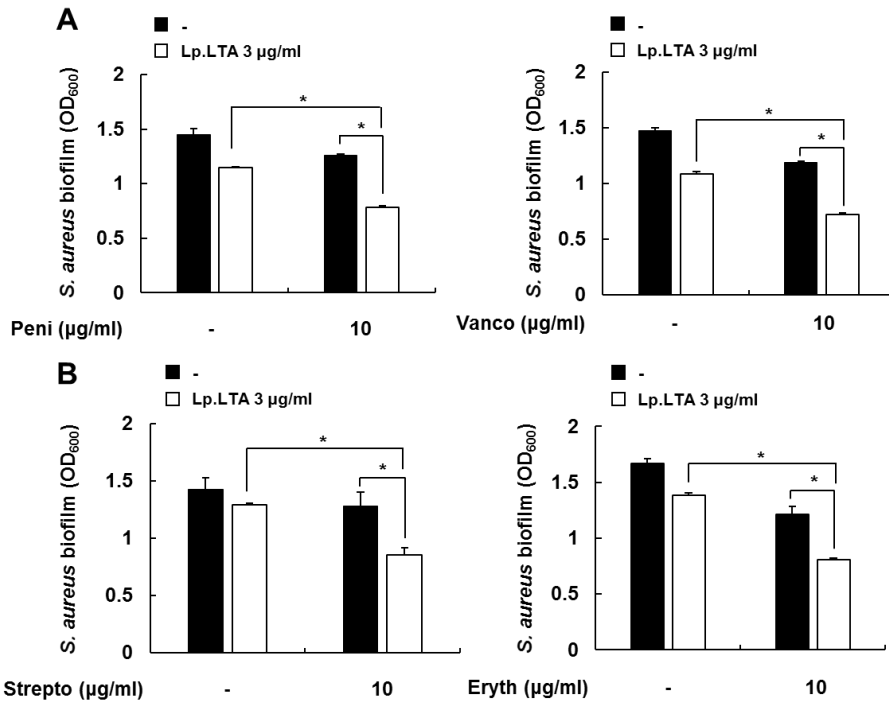 A
-
Lp.LTA 3 µg/ml
S. aureus biofilm (OD600)
2
1.5
1
0.5
0
*
*
Peni (µg/ml)
-
10
-
Lp.LTA 3 µg/ml
S. aureus biofilm (OD600)
2
1.5
1
0.5
0
*
*
Vanco (µg/ml)
-
10
B
-
Lp.LTA 3 µg/ml
S. aureus biofilm (OD600)
2
1.5
1
0.5
0
*
*
Strepto (µg/ml)
-
10
-
Lp.LTA 3 µg/ml
S. aureus biofilm (OD600)
2
1.5
1
0.5
0
*
*
Eryth (µg/ml)
-
10